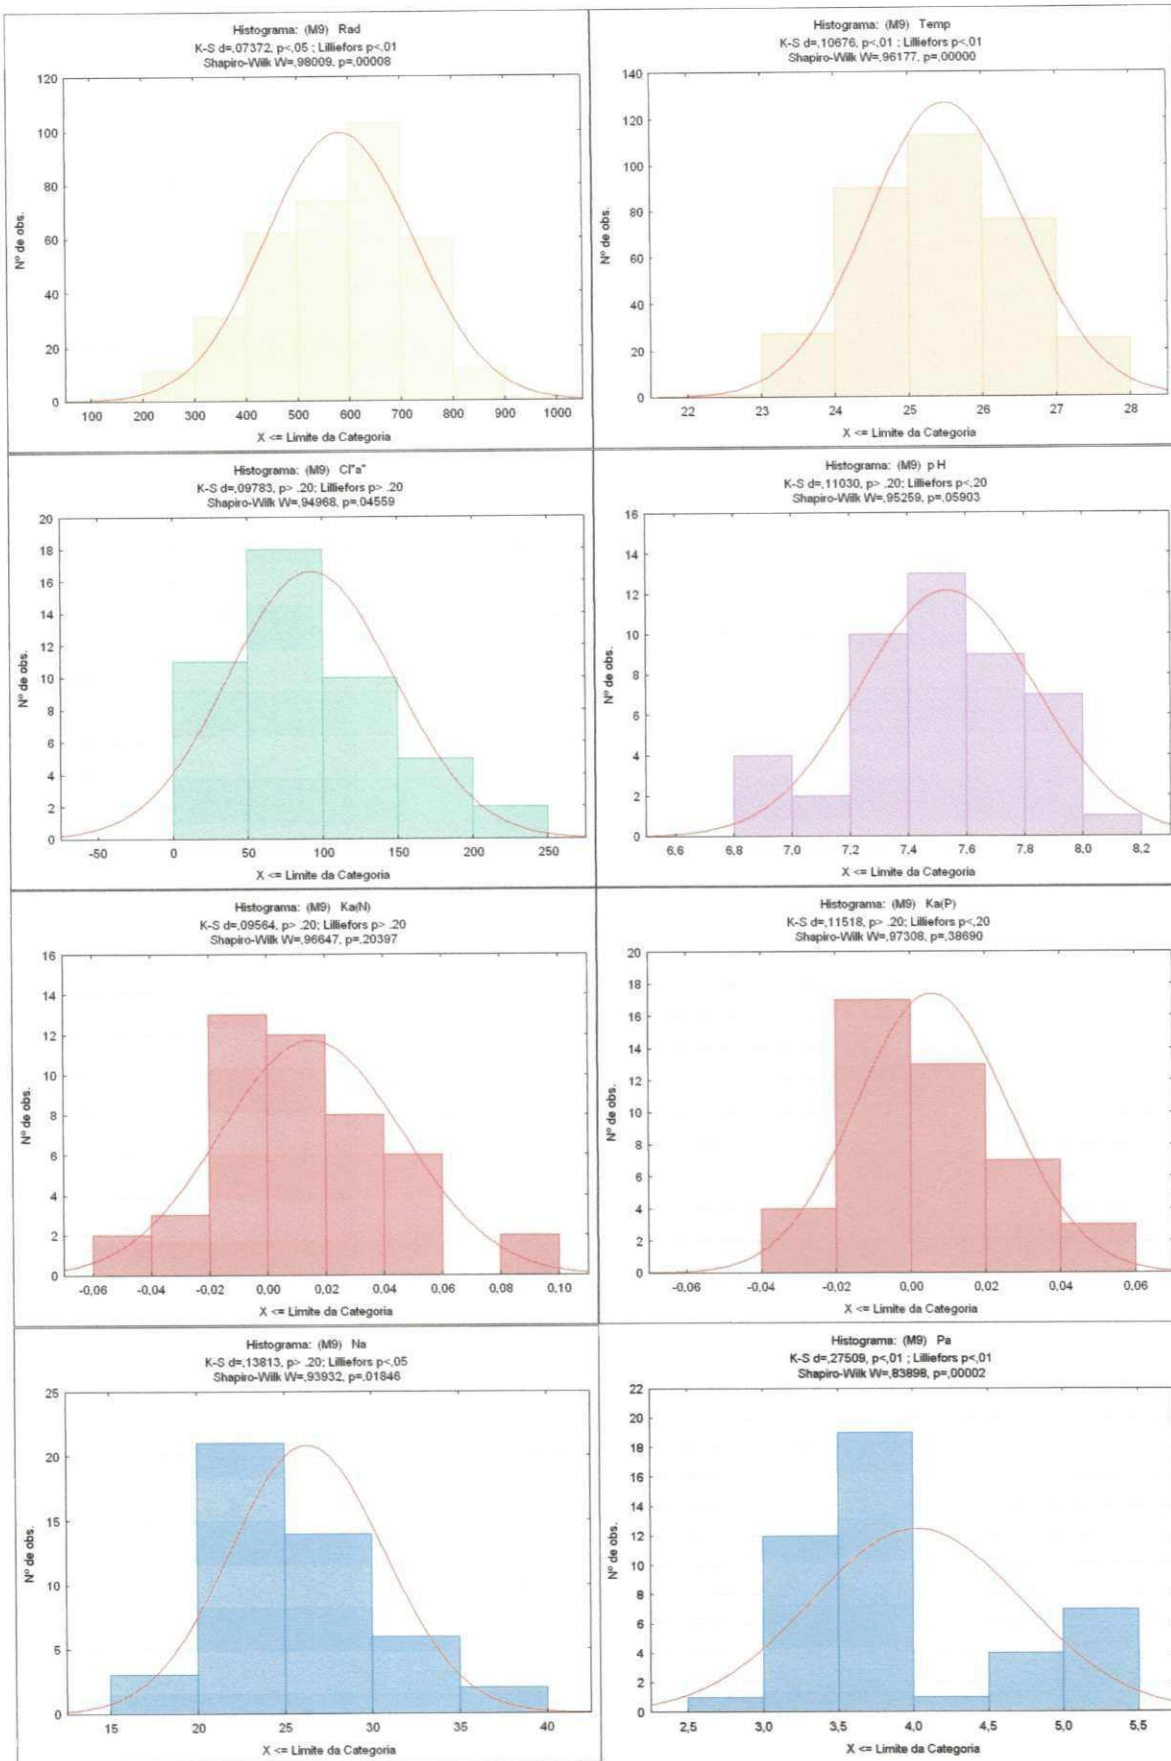 Histograma: (M9) Rad
K-S d=,07372, p<,05 ; Lilliefors p<,01
Shapiro-Wilk W=,98009, p=,00008
120
100
80
60
40
20
0
Nº de obs.
100 200 300 400 500 600 700 800 900 1000
X <= Limite da Categoria
Histograma: (M9) Temp
K-S d=,10676, p<,01 ; Lilliefors p<,01
Shapiro-Wilk W=,96177, p=,00000
140
120
100
80
60
40
20
0
Nº de obs.
22 23 24 25 26 27 28
X <= Limite da Categoria
Histograma: (M9) Cl"a"
K-S d=,09783, p> .20; Lilliefors p> .20
Shapiro-Wilk W=,94968, p=,04559
20
18
16
14
12
10
8
6
4
2
0
Nº de obs.
-50 0 50 100 150 200 250
X <= Limite da Categoria
Histograma: (M9) pH
K-S d=,11030, p> .20; Lilliefors p<,20
Shapiro-Wilk W=,95259, p=,05903
16
14
12
10
8
6
4
2
0
Nº de obs.
6,6 6,8 7,0 7,2 7,4 7,6 7,8 8,0 8,2
X <= Limite da Categoria
Histograma: (M9) Ka(N)
K-S d=,09564, p> .20; Lilliefors p> .20
Shapiro-Wilk W=,96647, p=,20397
16
14
12
10
8
6
4
2
0
Nº de obs.
-0,06 -0,04 -0,02 0,00 0,02 0,04 0,06 0,08 0,10
X <= Limite da Categoria
Histograma: (M9) Ka(P)
K-S d=,11518, p> .20; Lilliefors p<,20
Shapiro-Wilk W=,97308, p=,38690
20
18
16
14
12
10
8
6
4
2
0
Nº de obs.
-0,06 -0,04 -0,02 0,00 0,02 0,04 0,06
X <= Limite da Categoria
Histograma: (M9) Na
K-S d=,13813, p> .20; Lilliefors p<,05
Shapiro-Wilk W=,93932, p=,01846
25
20
15
10
5
0
Nº de obs.
15 20 25 30 35 40
X <= Limite da Categoria
Histograma: (M9) Pa
K-S d=,27509, p<,01 ; Lilliefors p<,01
Shapiro-Wilk W=,83898, p=,00002
22
20
18
16
14
12
10
8
6
4
2
0
Nº de obs.
2,5 3,0 3,5 4,0 4,5 5,0 5,5
X <= Limite da Categoria